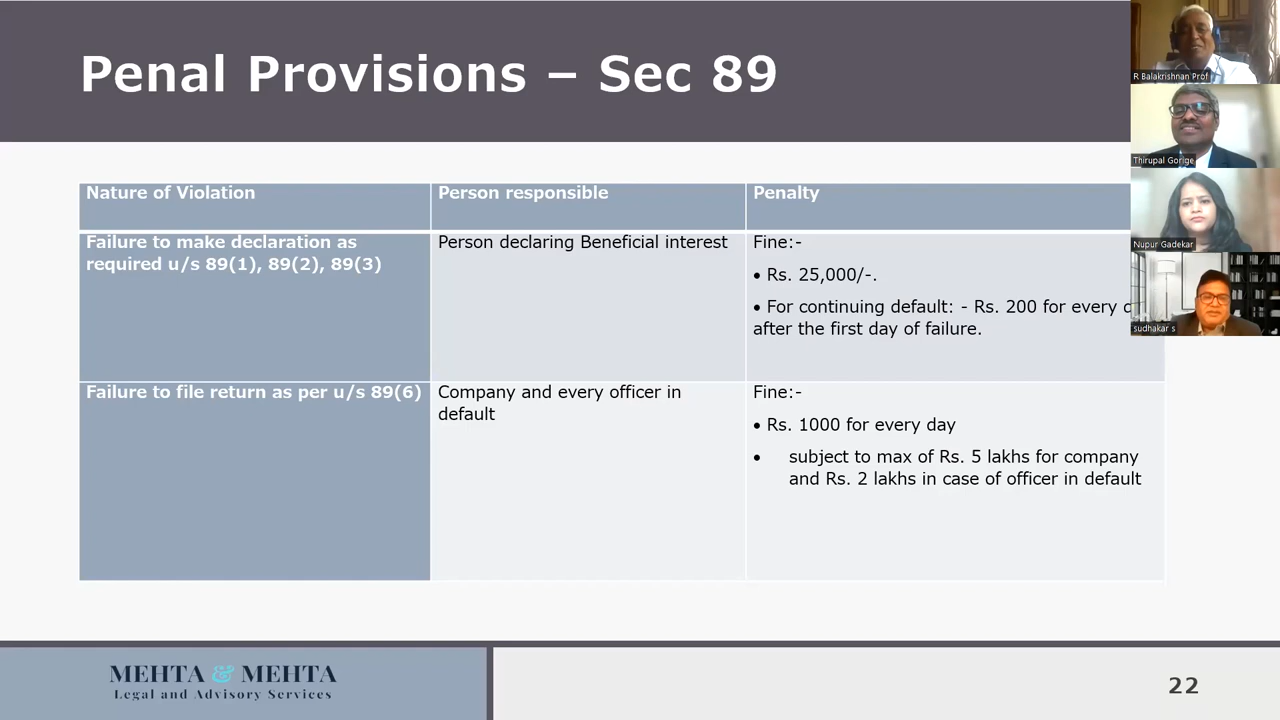 Penal Provisions – Sec 89
R Balakrishnan Prof
Thirupal Gorige
Nupur Gadekar
sudhakar s
Nature of Violation
Person responsible
Penalty
Failure to make declaration as
required u/s 89(1), 89(2), 89(3)
Person declaring Beneficial interest
Fine:-
• Rs. 25,000/-.
• For continuing default: - Rs. 200 for every
after the first day of failure.
Failure to file return as per u/s 89(6)
Company and every officer in
default
Fine:-
• Rs. 1000 for every day
• subject to max of Rs. 5 lakhs for company
and Rs. 2 lakhs in case of officer in default
MEHTA & MEHTA
Legal and Advisory Services
22